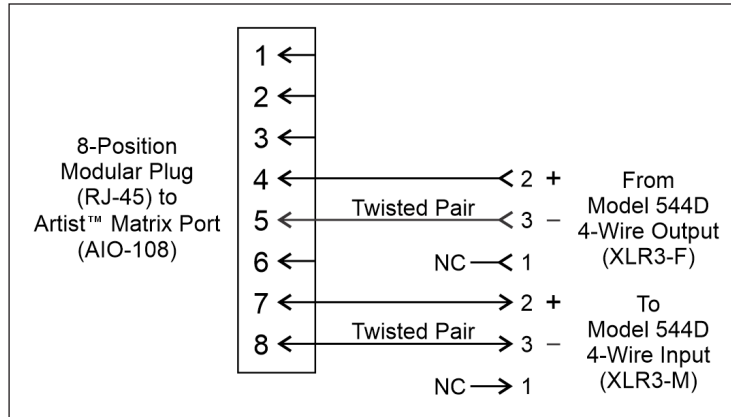 1
2
3
4
5
6
7
8
8-Position
Modular Plug
(RJ-45) to
Artist™ Matrix Port
(AIO-108)
Twisted Pair
2 +
3 –
NC 1
From
Model 544D
4-Wire Output
(XLR3-F)
Twisted Pair
2 +
3 –
NC 1
To
Model 544D
4-Wire Input
(XLR3-M)